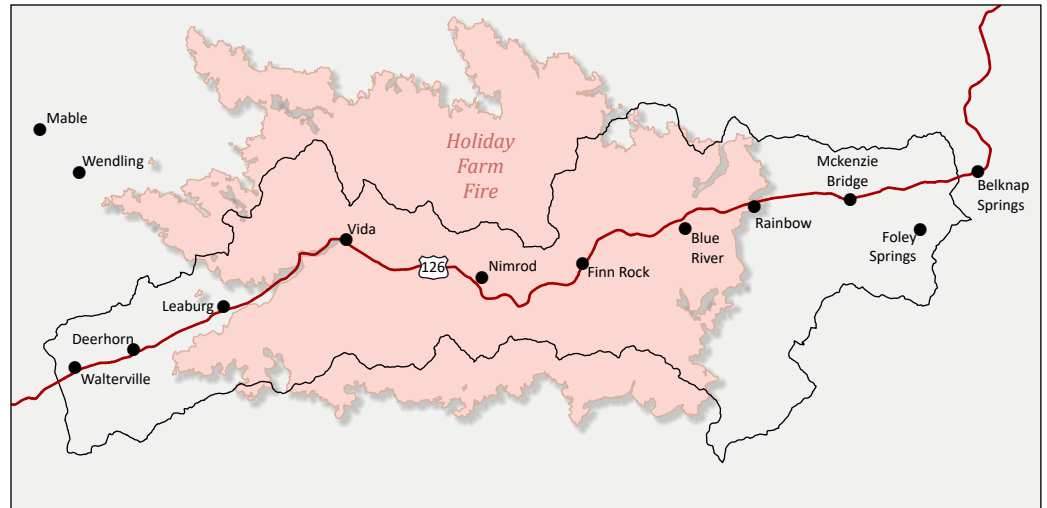 Holiday
Farm
Fire
Mable
Wendling
Mckenzie
Bridge
Belknap
Springs
Rainbow
Vida
Blue
River
Foley
Springs
126
Nimrod
Finn Rock
Leaburg
Deerhorn
Walterville